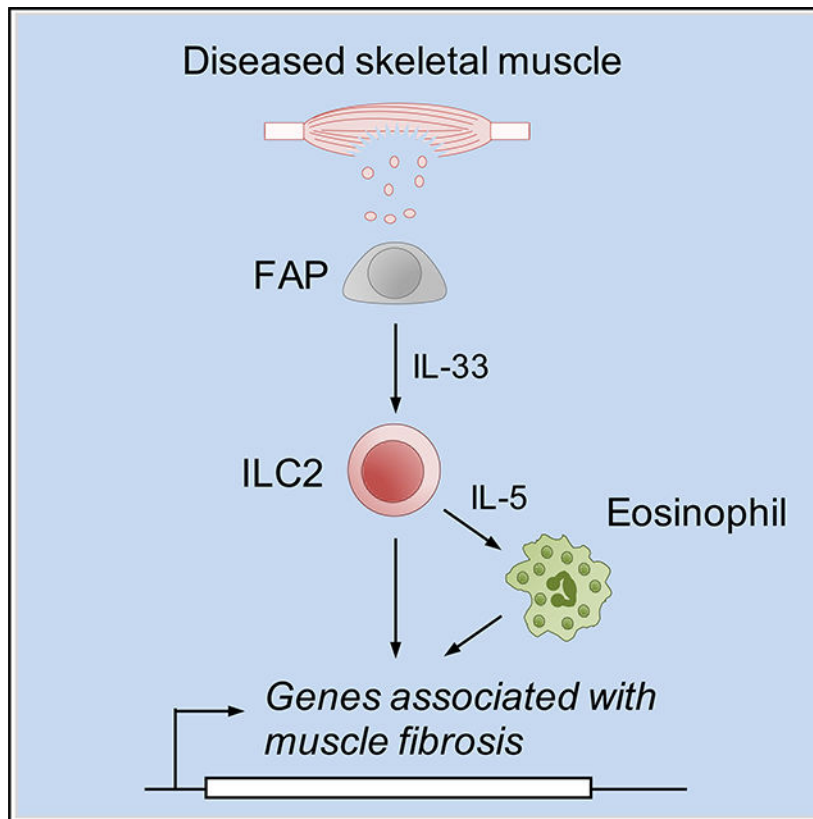 Diseased skeletal muscle
FAP
IL-33
ILC2
IL-5
Eosinophil
Genes associated with
muscle fibrosis